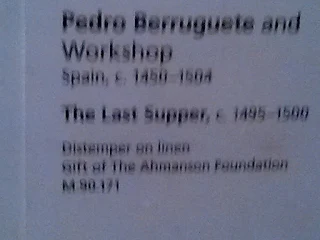 Pedro Berruguete and
Workshop
Spain, c. 1450–1504
The Last Supper, c. 1495–1500
Distemper on linen
Gift of The Ahmanson Foundation
M.90.171